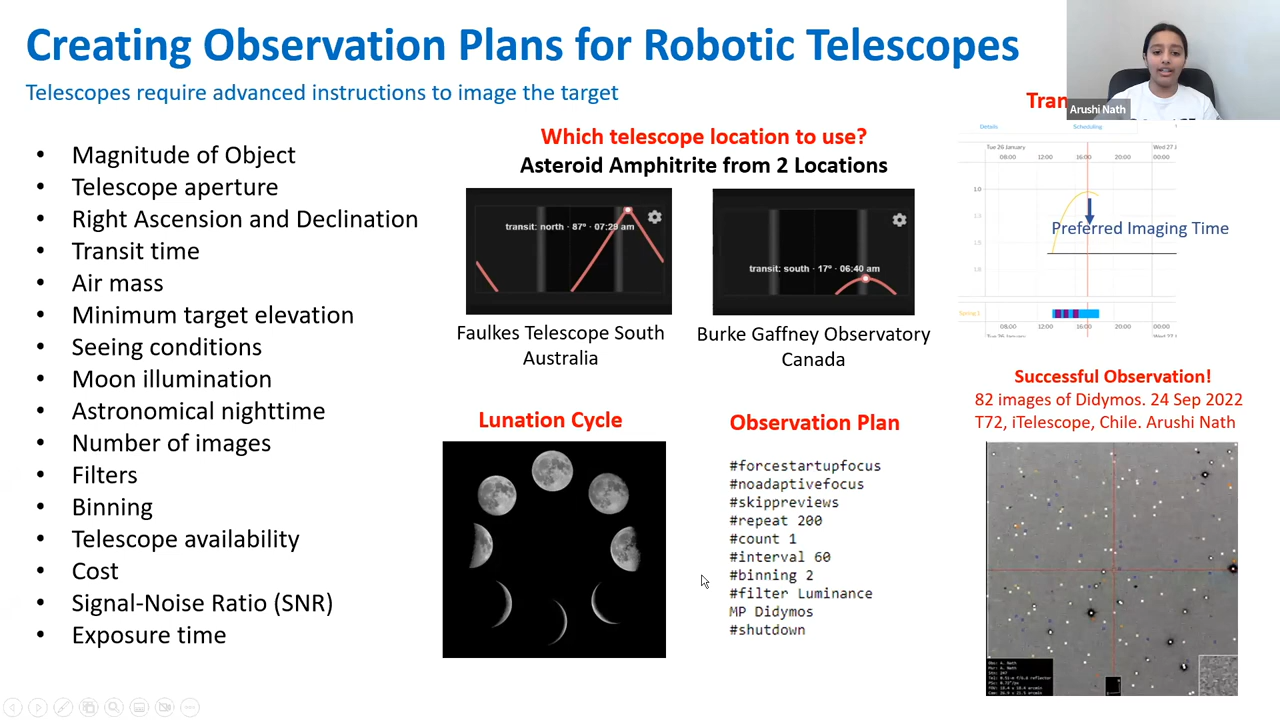 Creating Observation Plans for Robotic Telescopes
Telescopes require advanced instructions to image the target
Arushi Nath
• Magnitude of Object
• Telescope aperture
• Right Ascension and Declination
• Transit time
• Air mass
• Minimum target elevation
• Seeing conditions
• Moon illumination
• Astronomical nighttime
• Number of images
• Filters
• Binning
• Telescope availability
• Cost
• Signal-Noise Ratio (SNR)
• Exposure time
Which telescope location to use?
Asteroid Amphitrite from 2 Locations
transit: north · 87° · 07:29 am
Faulkes Telescope South
Australia
transit: south · 17° · 06:40 am
Burke Gaffney Observatory
Canada
Details Scheduling
Tue 26 January Wed 27 J
08:00 12:00 16:00 20:00 00:00
1.0
Preferred Imaging Time
08:00 12:00 16:00 20:00 00:00
Lunation Cycle
Observation Plan
#forcestartupfocus
#noadaptivefocus
#skippreviews
#repeat 200
#count 1
#interval 60
#binning 2
#filter Luminance
MP Didymos
#shutdown
Successful Observation!
82 images of Didymos. 24 Sep 2022
T72, iTelescope, Chile. Arushi Nath